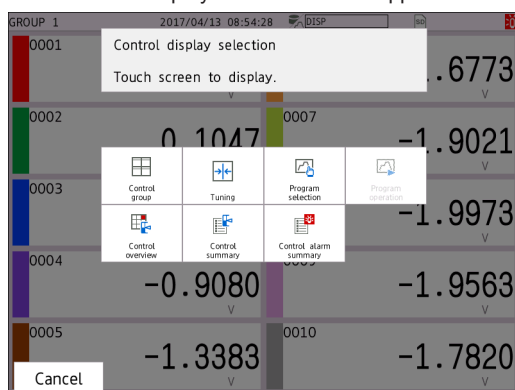 GROUP 1
2017/04/13 08:54:28
DISP
0001
Control display selection
Touch screen to display.
.6773
V
V
0002
0.1047
0007
-1.9021
V
Control group
Tuning
Program selection
Program operation
0003
-1.9973
V
Control overview
Control summary
Control alarm summary
0004
-0.9080
V
-1.9563
V
0005
-1.3383
0010
-1.7820
V
V
Cancel